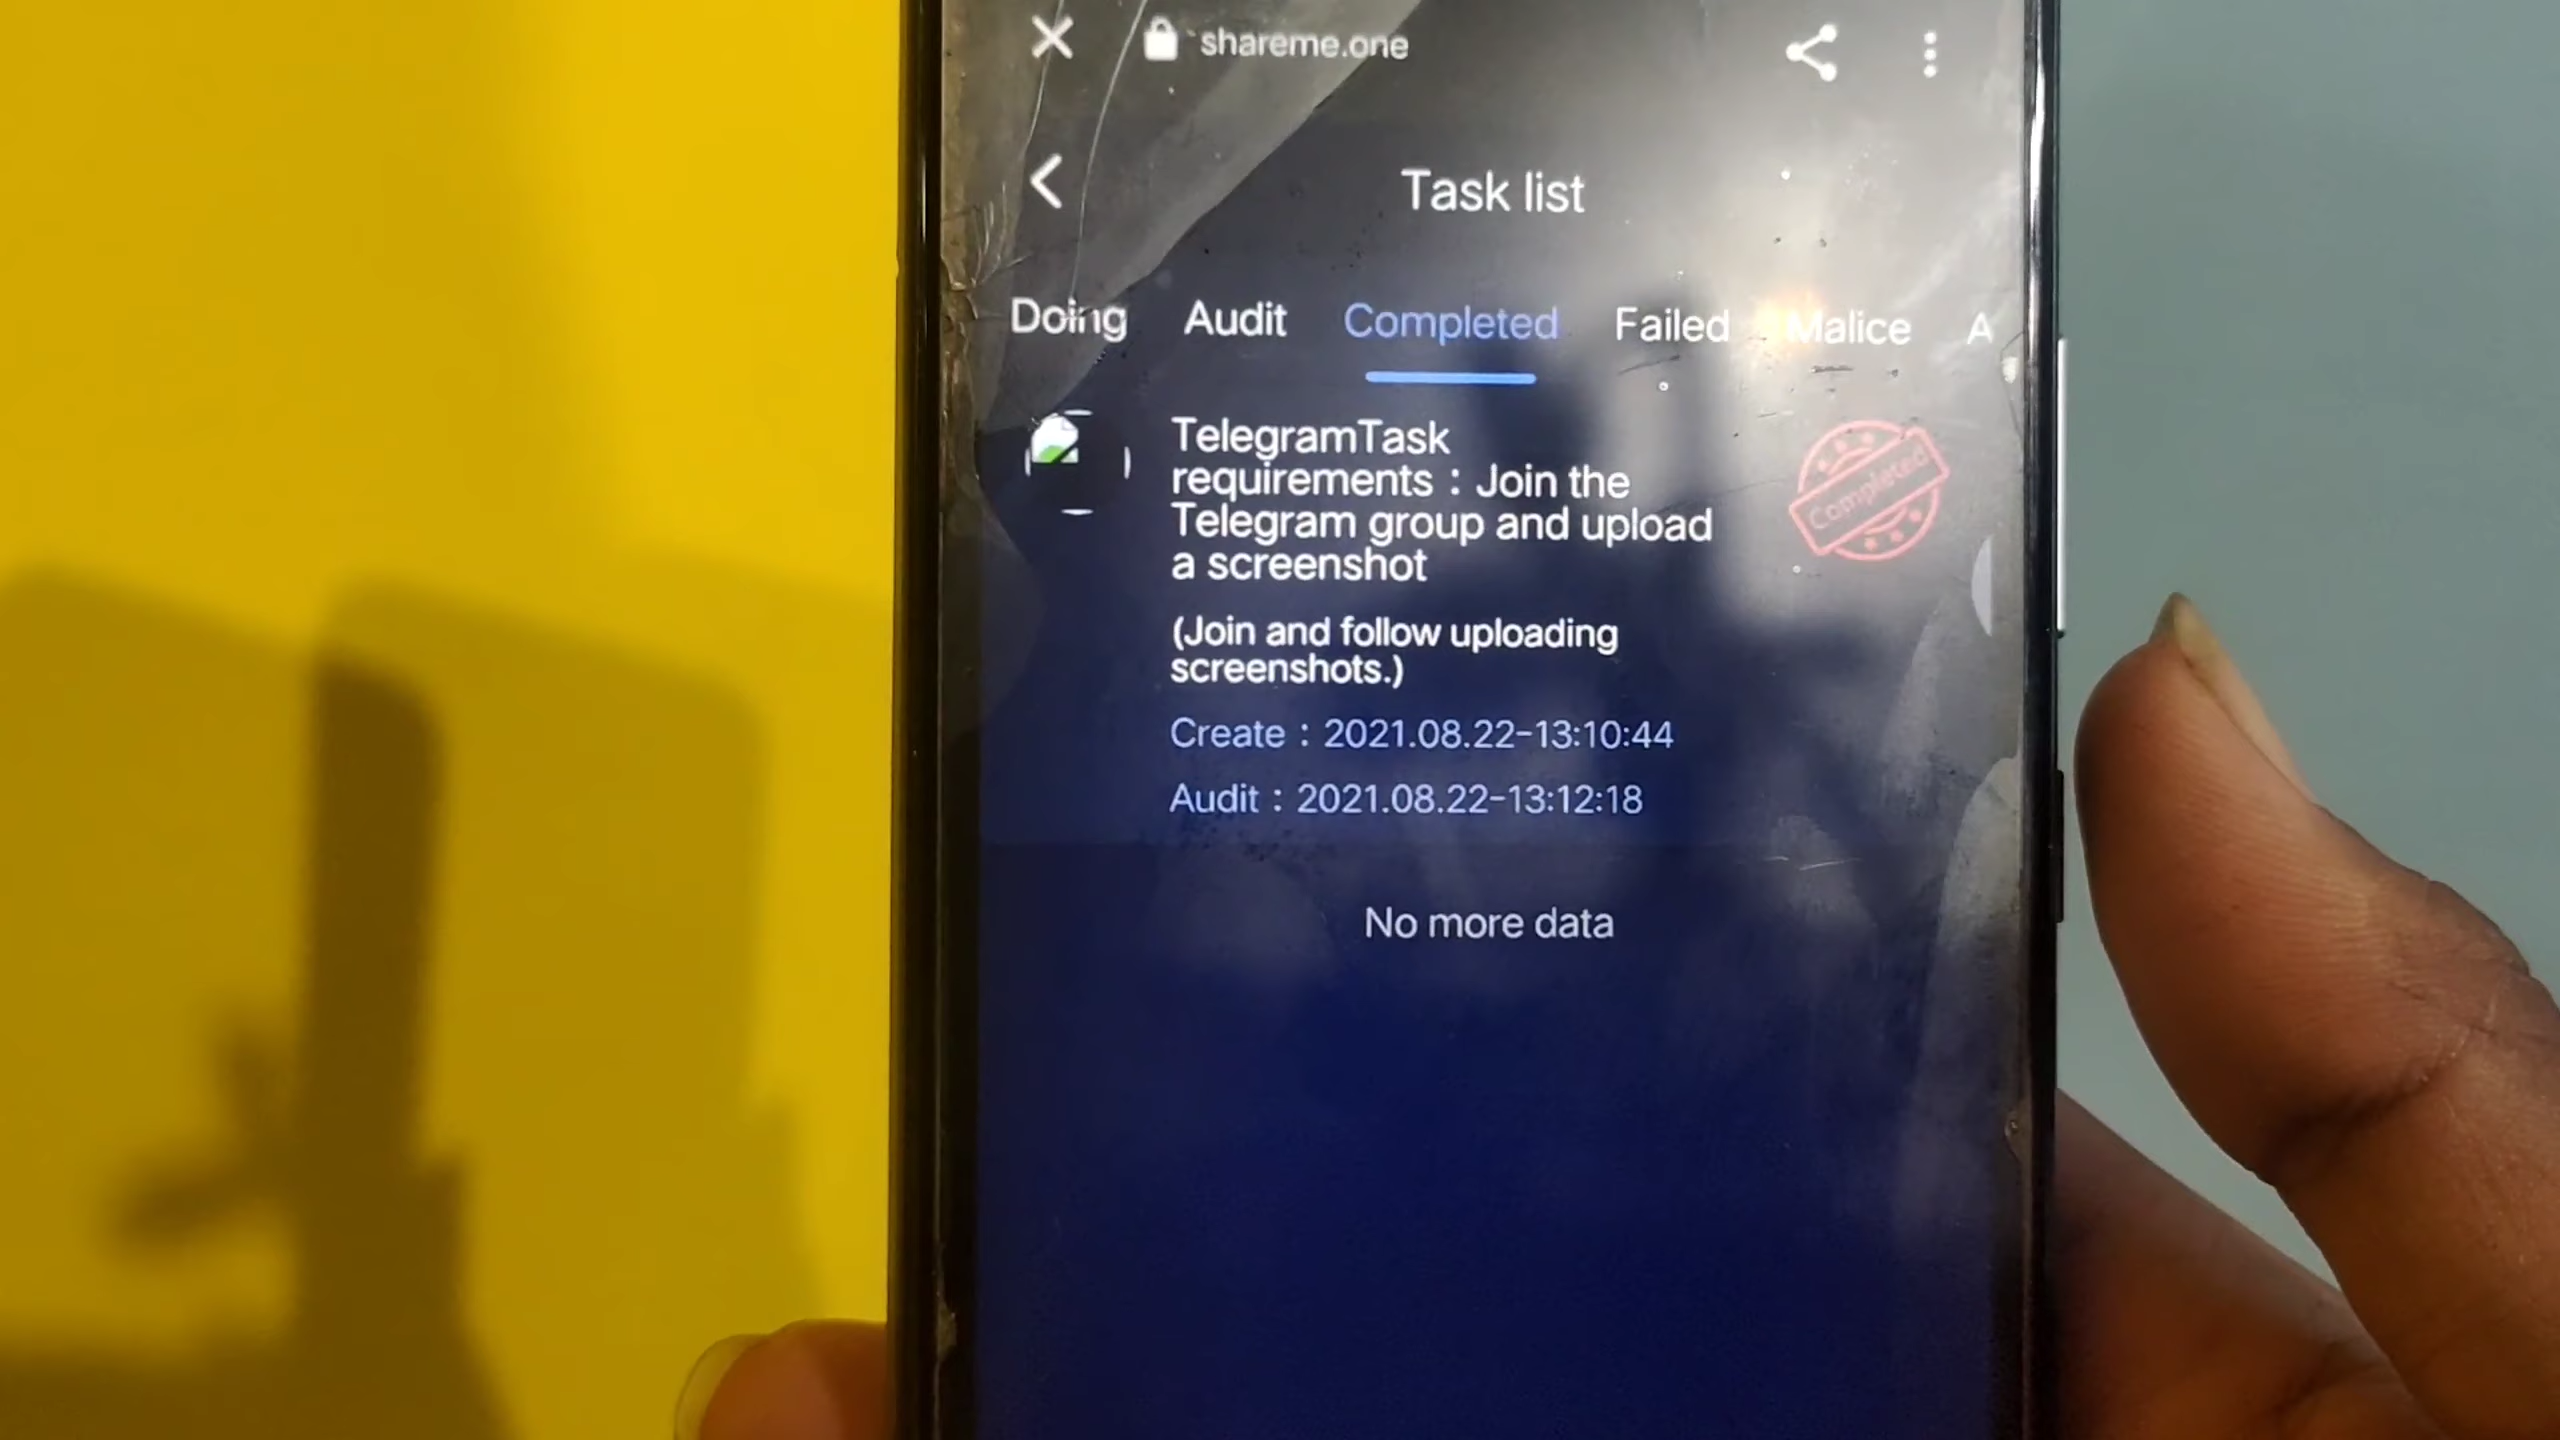 shareme.one
Task list
Doing Audit Completed Failed Malice A
TelegramTask
requirements : Join the
Telegram group and upload
a screenshot
Completed
(Join and follow uploading
screenshots.)
Create : 2021.08.22-13:10:44
Audit : 2021.08.22-13:12:18
No more data